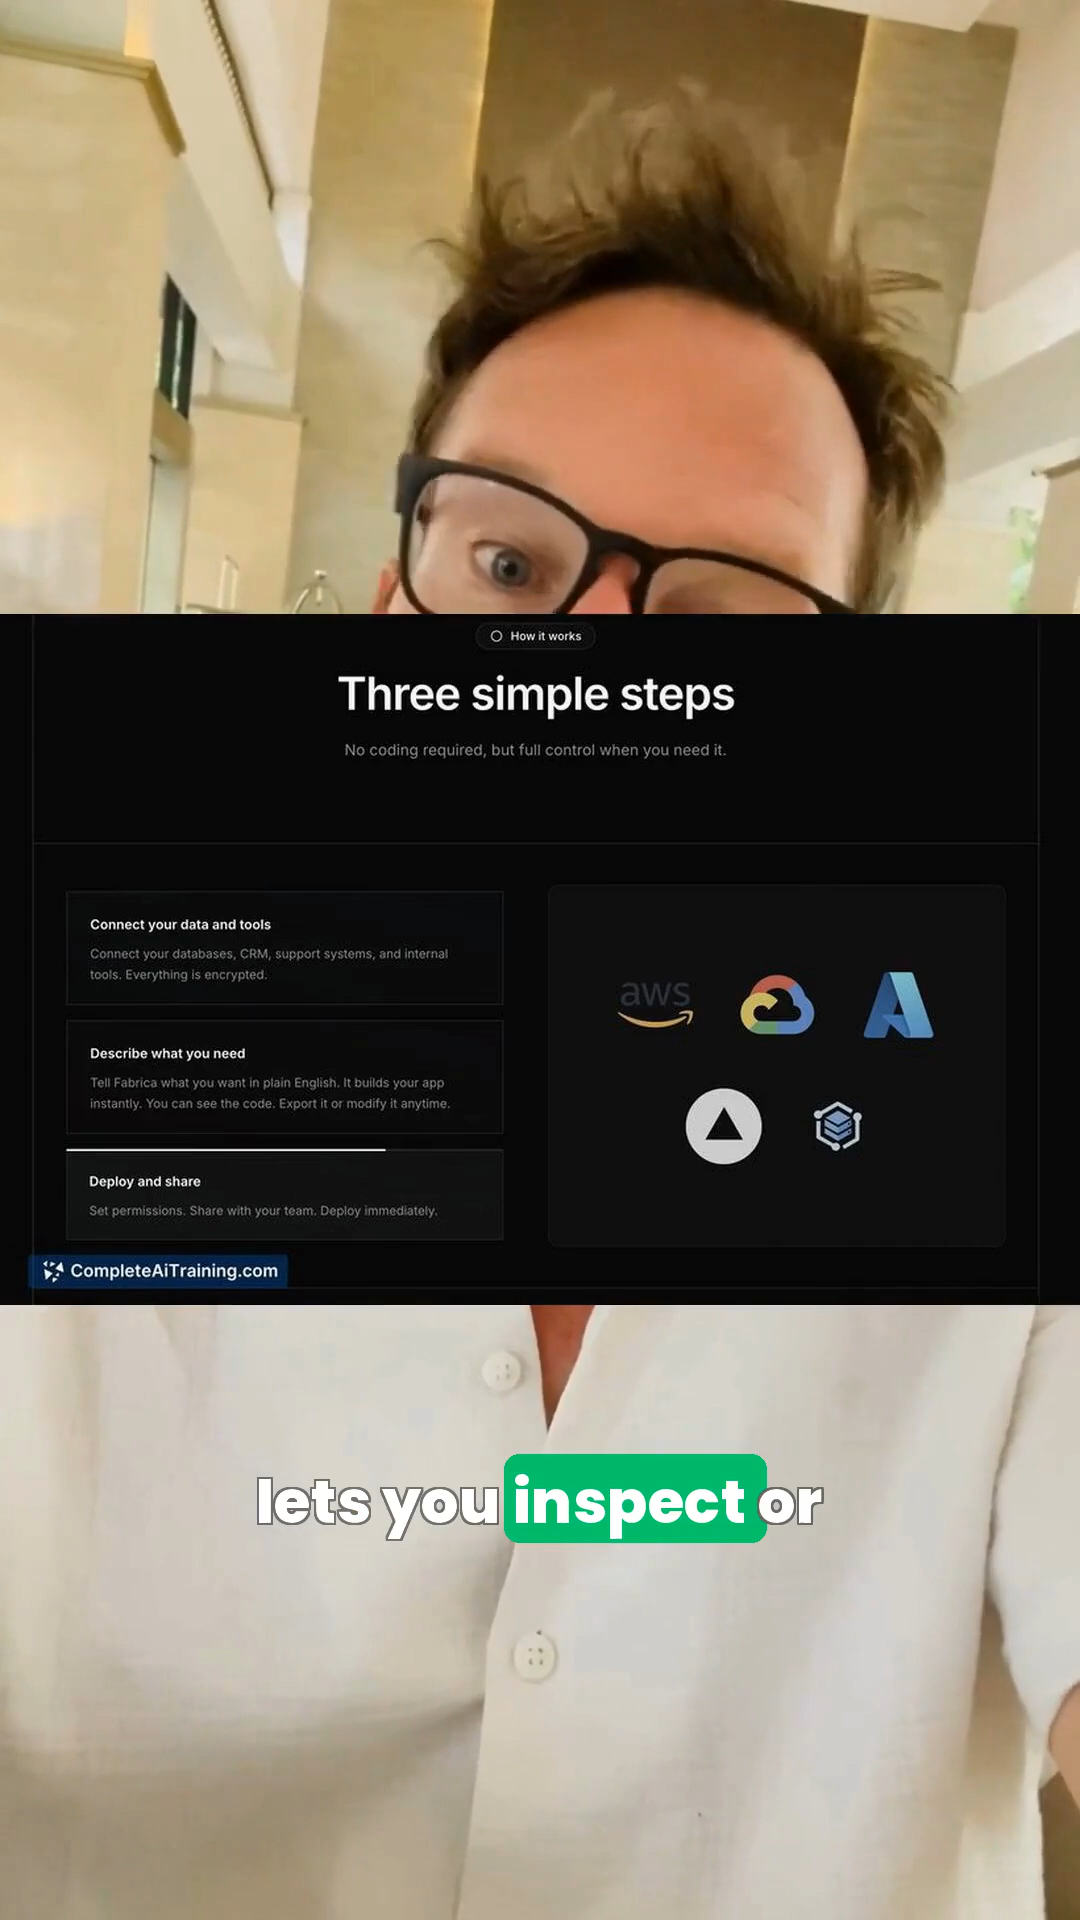 How it works
Three simple steps
No coding required, but full control when you need it.
Connect your data and tools
Connect your databases, CRM, support systems, and internal
tools. Everything is encrypted.
Describe what you need
Tell Fabrica what you want in plain English. It builds your app
instantly. You can see the code. Export it or modify it anytime.
Deploy and share
Set permissions. Share with your team. Deploy immediately.
aws
CompleteAiTraining.com
lets you inspect or